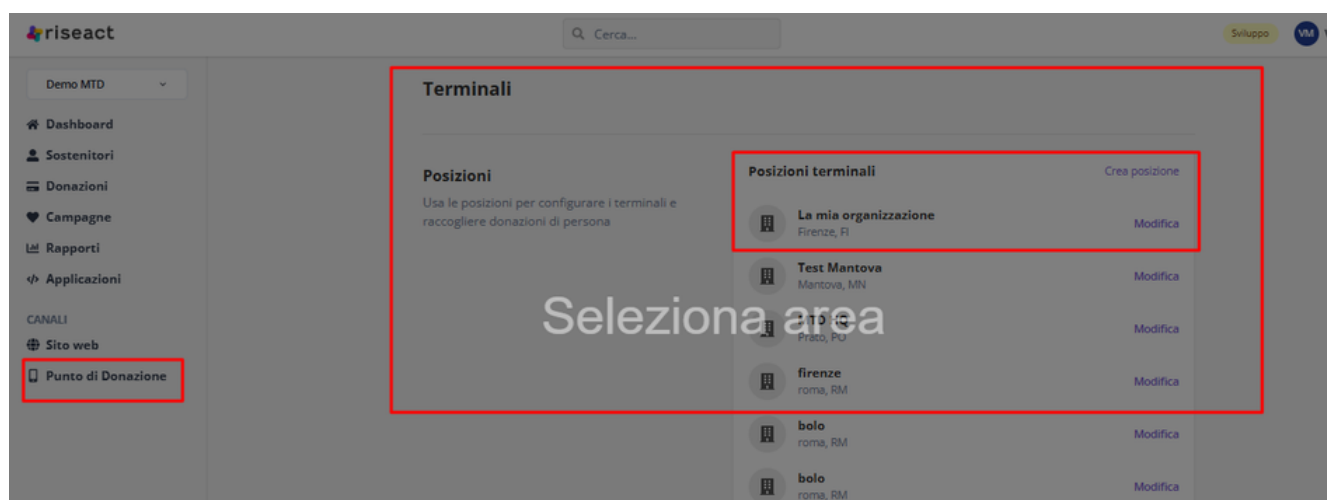 riseact
Cerca...
Sviluppo
VM
Demo MTD
Dashboard
Sostenitori
Donazioni
Campagne
Rapporti
Applicazioni
CANALI
Sito web
Punto di Donazione
Terminali
Posizioni
Usa le posizioni per configurare i terminali e
raccogliere donazioni di persona
Posizioni terminali
Crea posizione
La mia organizzazione
Firenze, FI
Modifica
Test Mantova
Mantova, MN
Modifica
Seleziona area
MTD HQ
Prato, PO
Modifica
firenze
roma, RM
Modifica
bolo
roma, RM
Modifica
bolo
roma, RM
Modifica